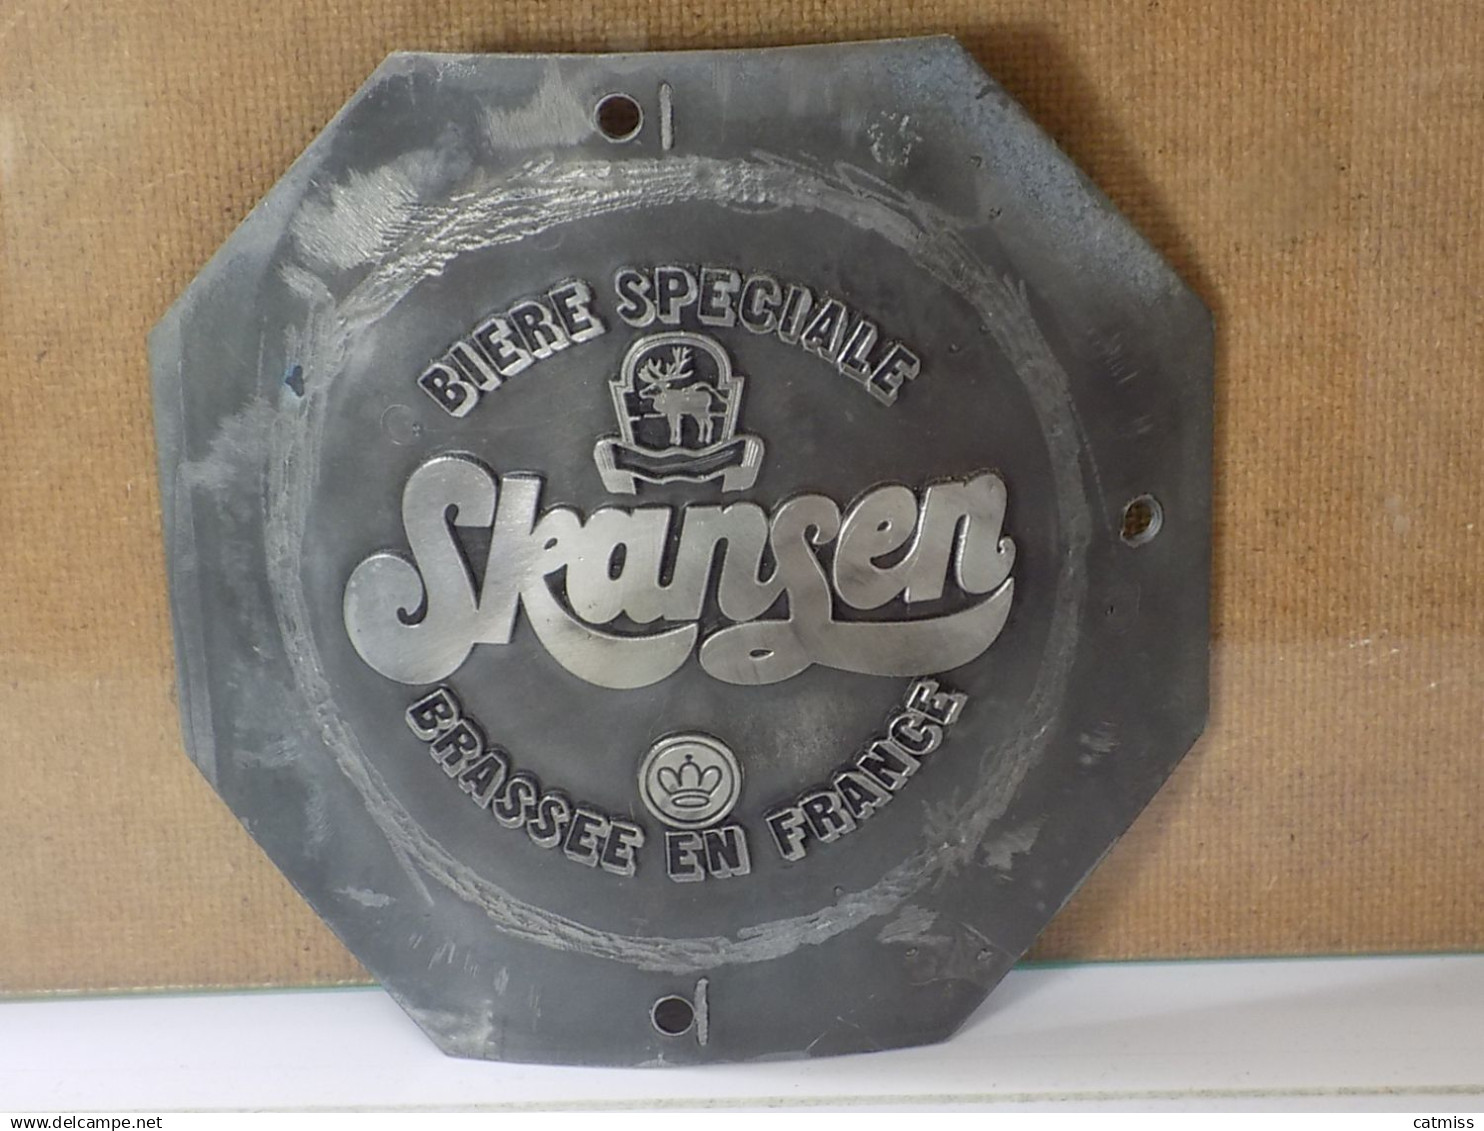 BIERE SPECIALE
Skansen
BRASSEE EN FRANCE
www.delcampe.net
catmiss